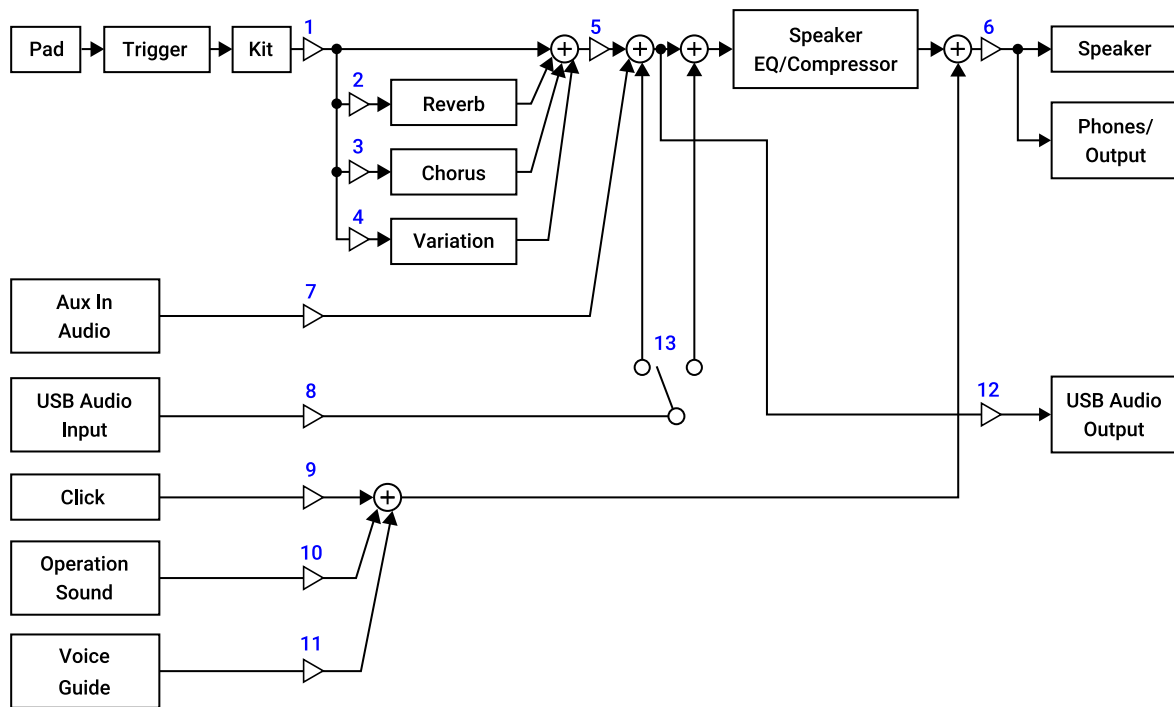 1
5
6
Pad
Trigger
Kit
Speaker
EQ/Compressor
Speaker
2
Reverb
Phones/
Output
3
Chorus
4
Variation
7
Aux In
Audio
13
8
USB Audio
Input
12
USB Audio
Output
9
Click
10
Operation
Sound
11
Voice
Guide